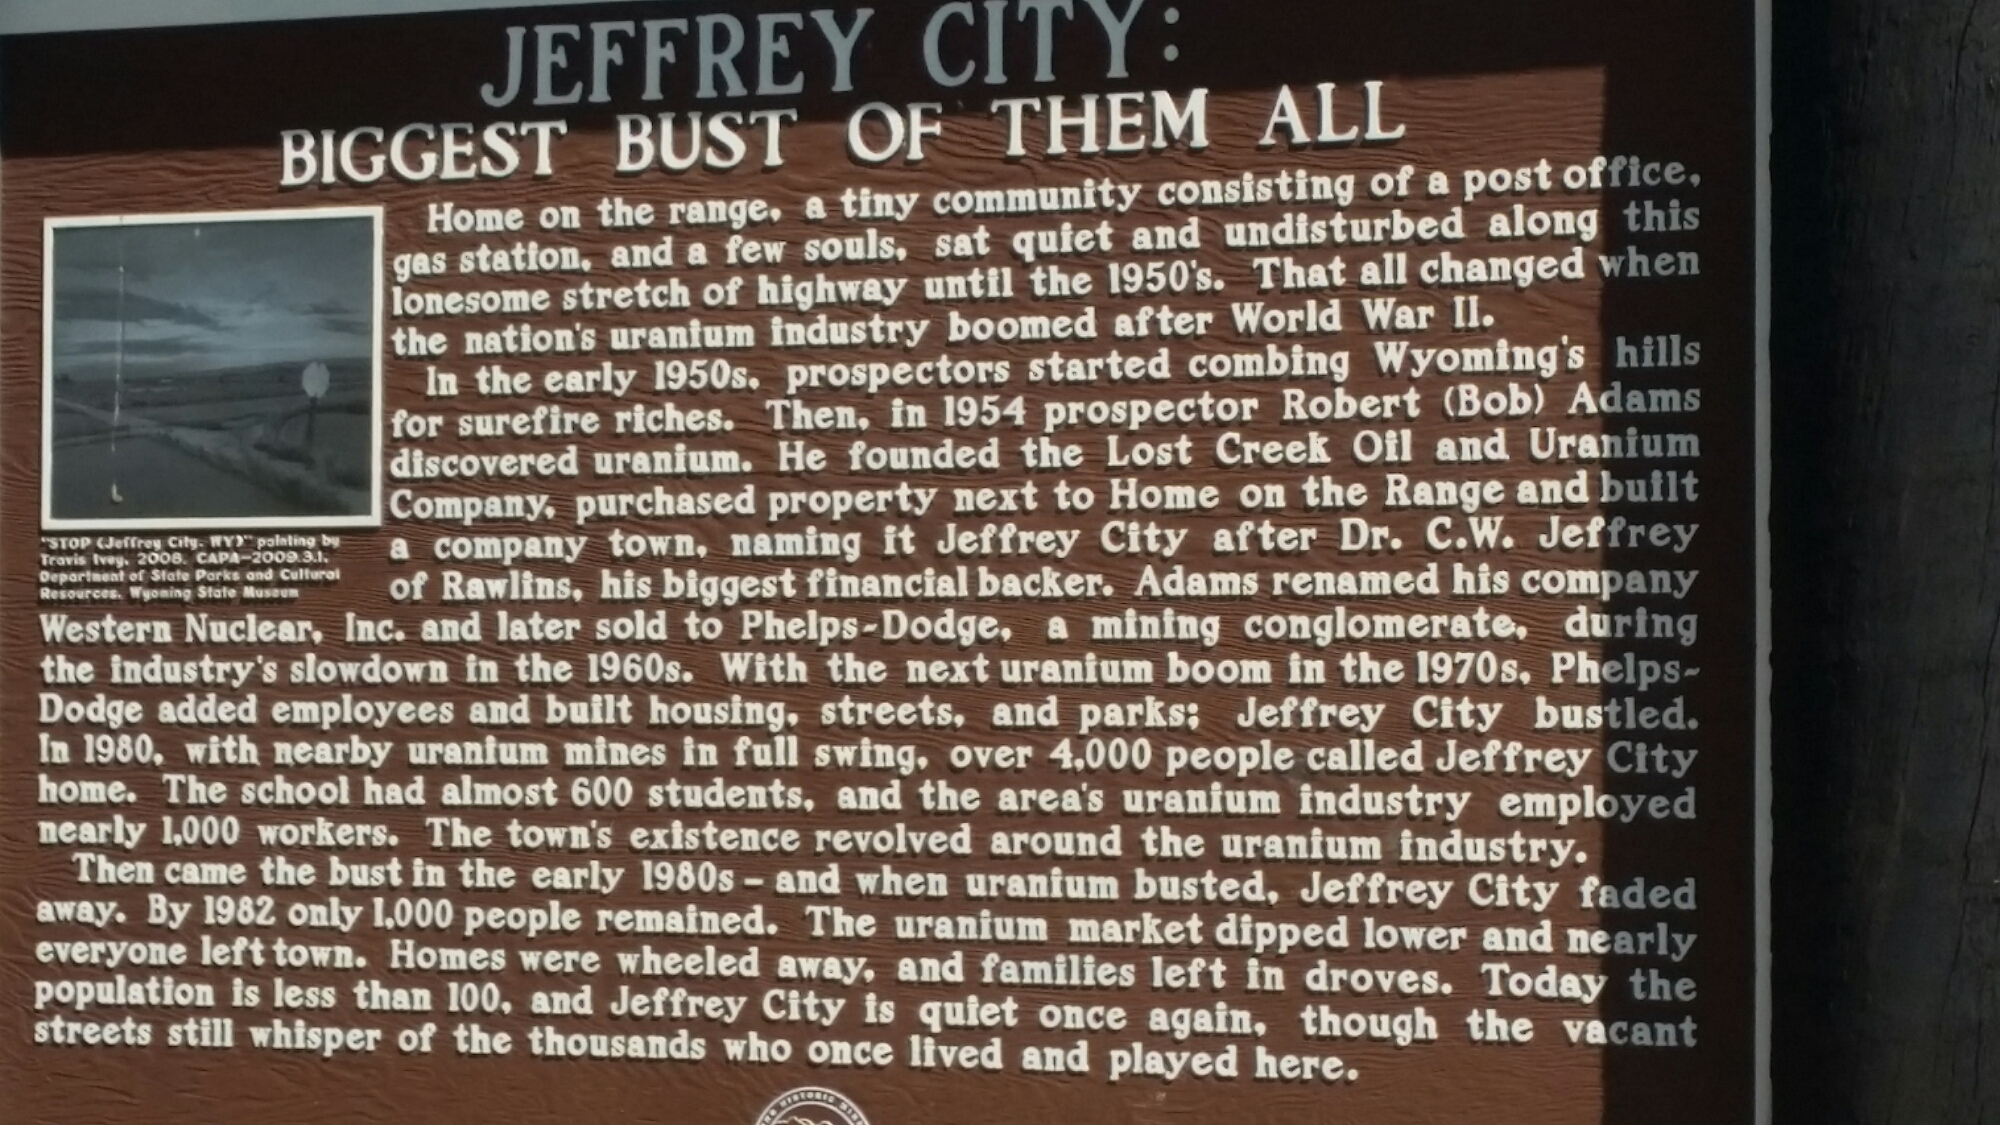 JEFFREY CITY:
BIGGEST BUST OF THEM ALL
Home on the range, a tiny community consisting of a post office,
gas station, and a few souls, sat quiet and undisturbed along this
lonesome stretch of highway until the 1950's. That all changed when
the nation's uranium industry boomed after World War II.
In the early 1950s, prospectors started combing Wyoming's hills
for surefire riches. Then, in 1954 prospector Robert (Bob) Adams
discovered uranium. He founded the Lost Creek Oil and Uranium
Company, purchased property next to Home on the Range and built
a company town, naming it Jeffrey City after Dr. C.W. Jeffrey
of Rawlins, his biggest financial backer. Adams renamed his company
Western Nuclear, Inc. and later sold to Phelps-Dodge, a mining conglomerate, during
the industry's slowdown in the 1960s. With the next uranium boom in the 1970s, Phelps-
Dodge added employees and built housing, streets, and parks; Jeffrey City bustled.
In 1980, with nearby uranium mines in full swing, over 4,000 people called Jeffrey City
home. The school had almost 600 students, and the area's uranium industry employed
nearly 1,000 workers. The town's existence revolved around the uranium industry.
Then came the bust in the early 1980s – and when uranium busted, Jeffrey City faded
away. By 1982 only 1,000 people remained. The uranium market dipped lower and nearly
everyone left town. Homes were wheeled away, and families left in droves. Today the
population is less than 100, and Jeffrey City is quiet once again, though the vacant
streets still whisper of the thousands who once lived and played here.
"STOP (Jeffrey City, WY)" painting by
Travis Ivey, 2008. CAPA-2009.3.1,
Department of State Parks and Cultural
Resources, Wyoming State Museum
HISTORIC